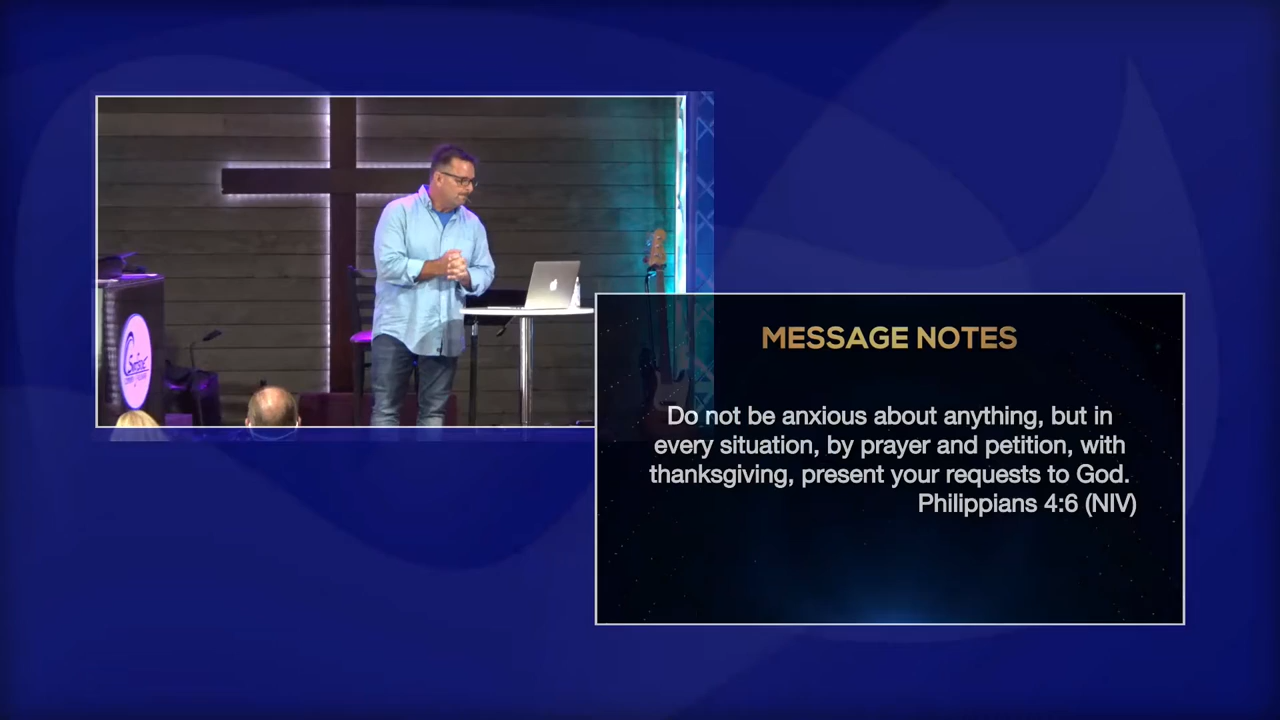 MESSAGE NOTES
Do not be anxious about anything, but in
every situation, by prayer and petition, with
thanksgiving, present your requests to God.
Philippians 4:6 (NIV)